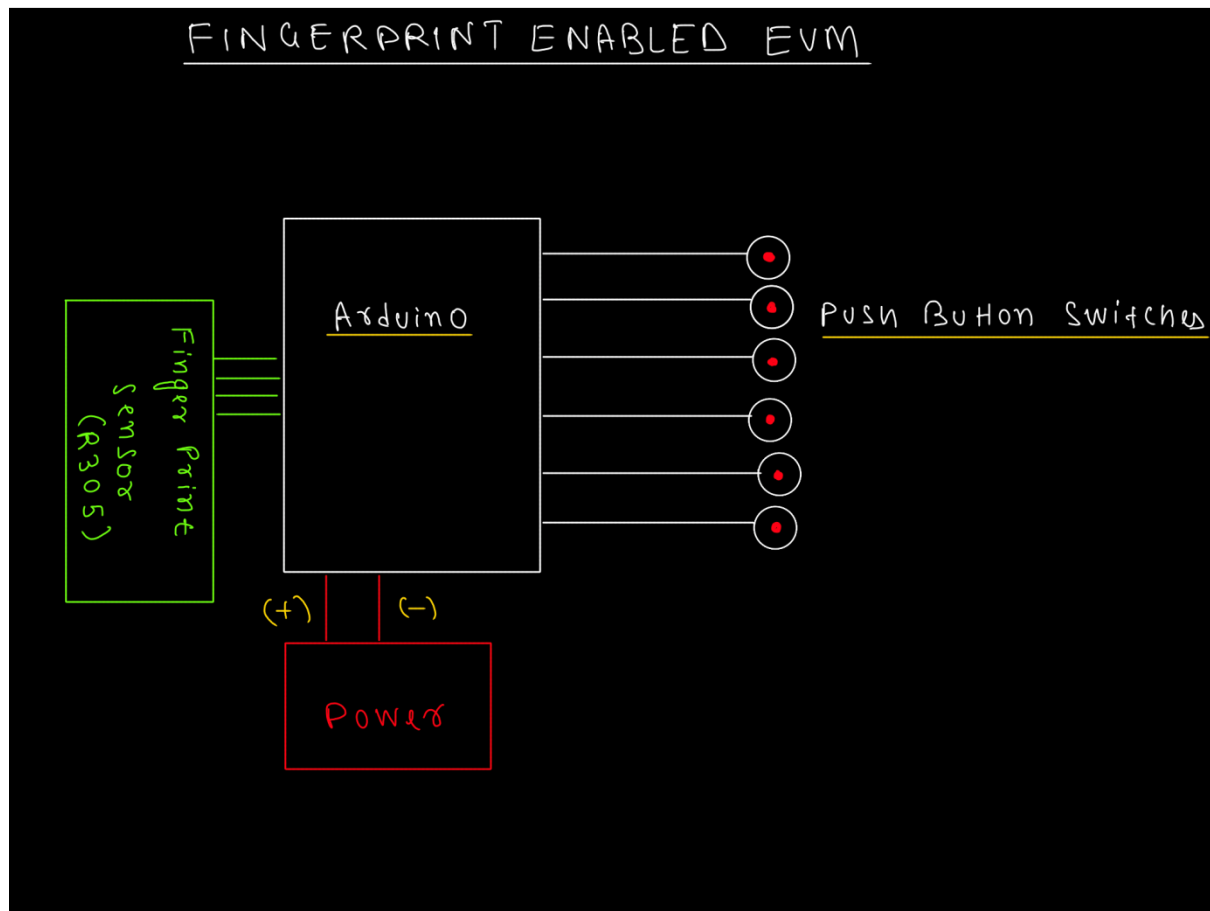 FINGERPRINT ENABLED EVM
Arduino
Push Button Switches
Finger Print
Sensor
(R305)
(+)
(-)
Power